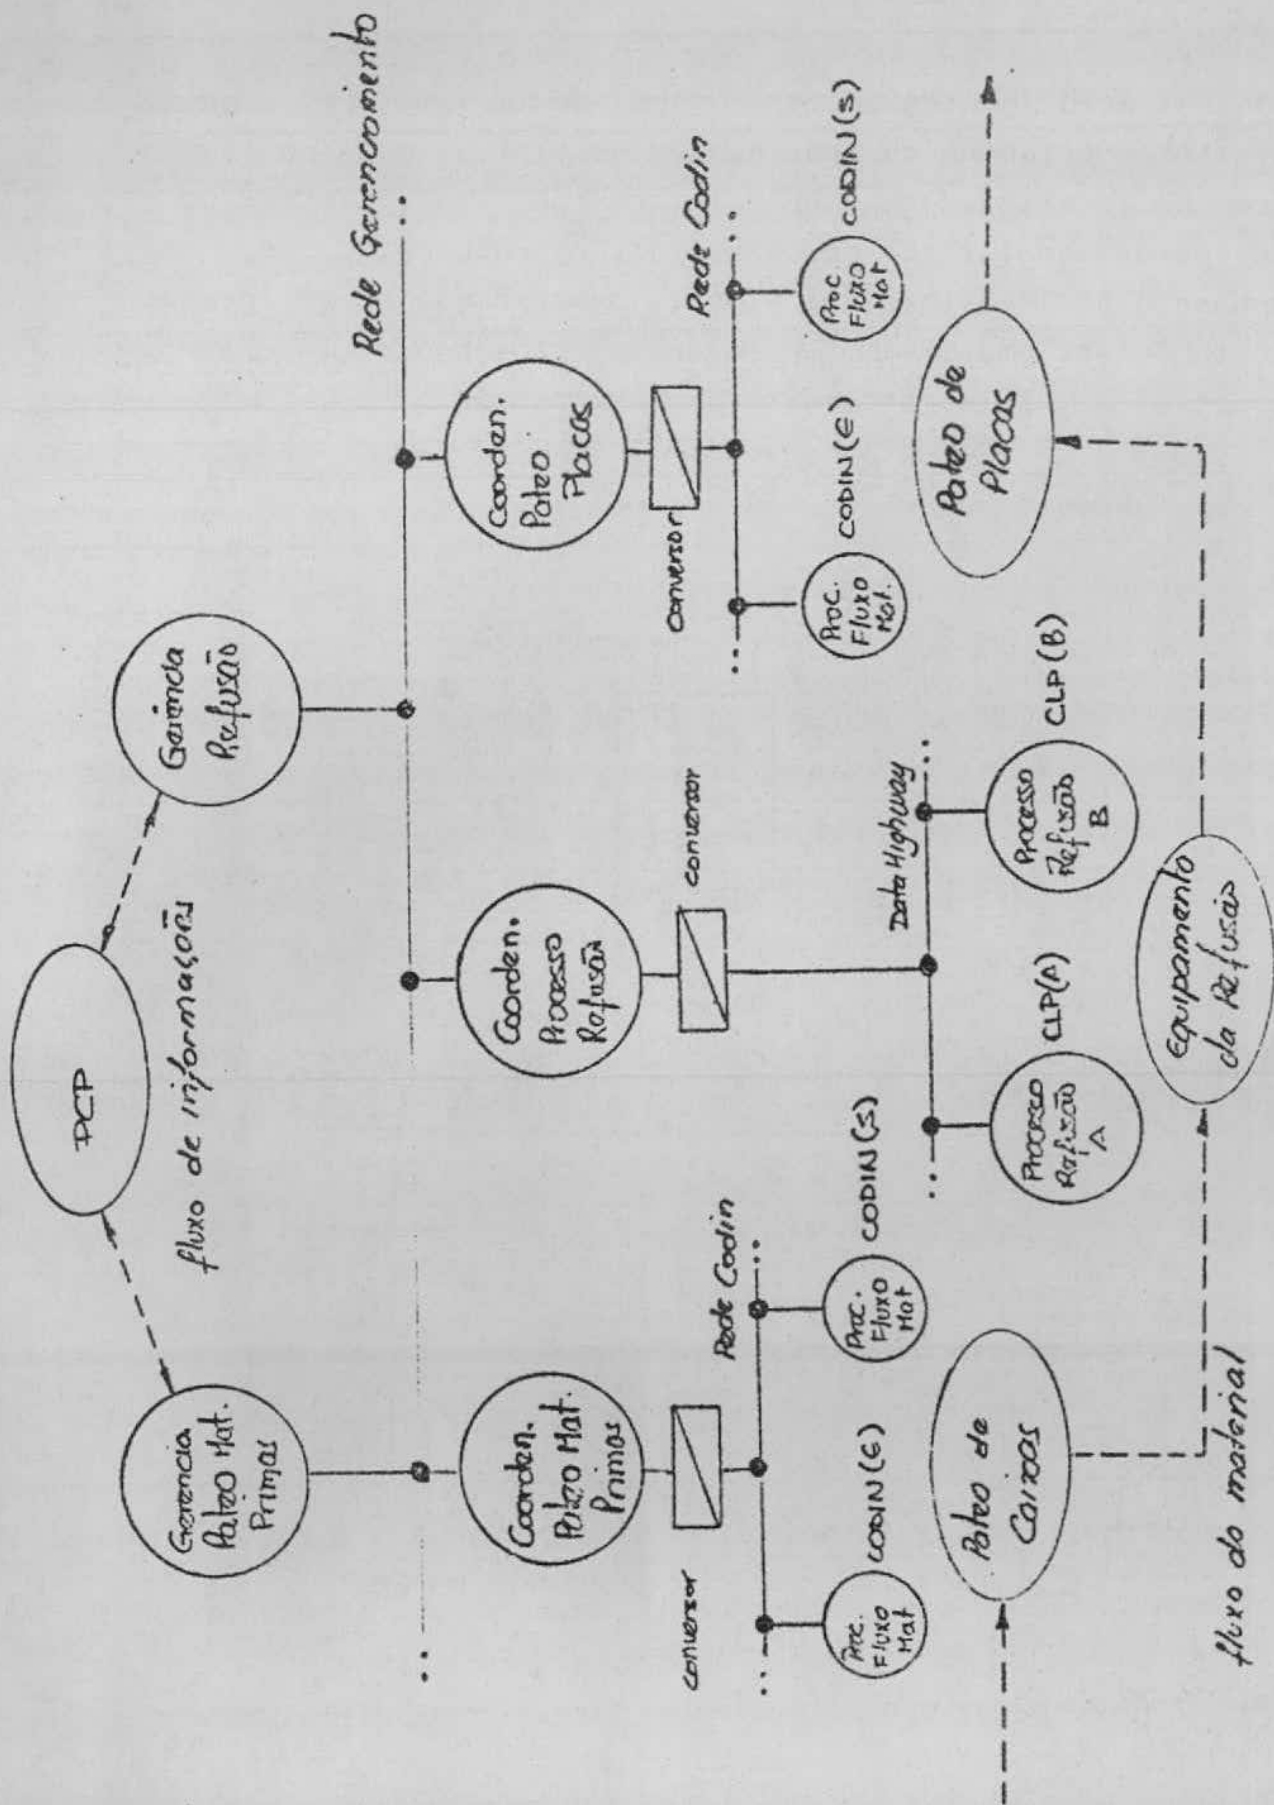 PCP
fluxo de informações
Gerencia
Pateo Mat.
Primas
Gerência
Refusão
Rede Gerenciamento
Coorden.
Pateo Mat.
Primas
Coorden.
Processo
Refusão
Coorden.
Pateo
Placas
conversor
conversor
conversor
Rede Codin
Data Highway
Rede Codin
Proc.
Fluxo
Mat
CODIN(E)
Proc.
Fluxo
Mat
CODIN(S)
Processo
Refusão
A
CLP(A)
Processo
Refusão
B
CLP(B)
Proc.
Fluxo
Mat.
CODIN(E)
Proc.
Fluxo
Mat
CODIN(S)
Pateo de
Equipamento
da Refusão
Pateo de
Placas
fluxo do material